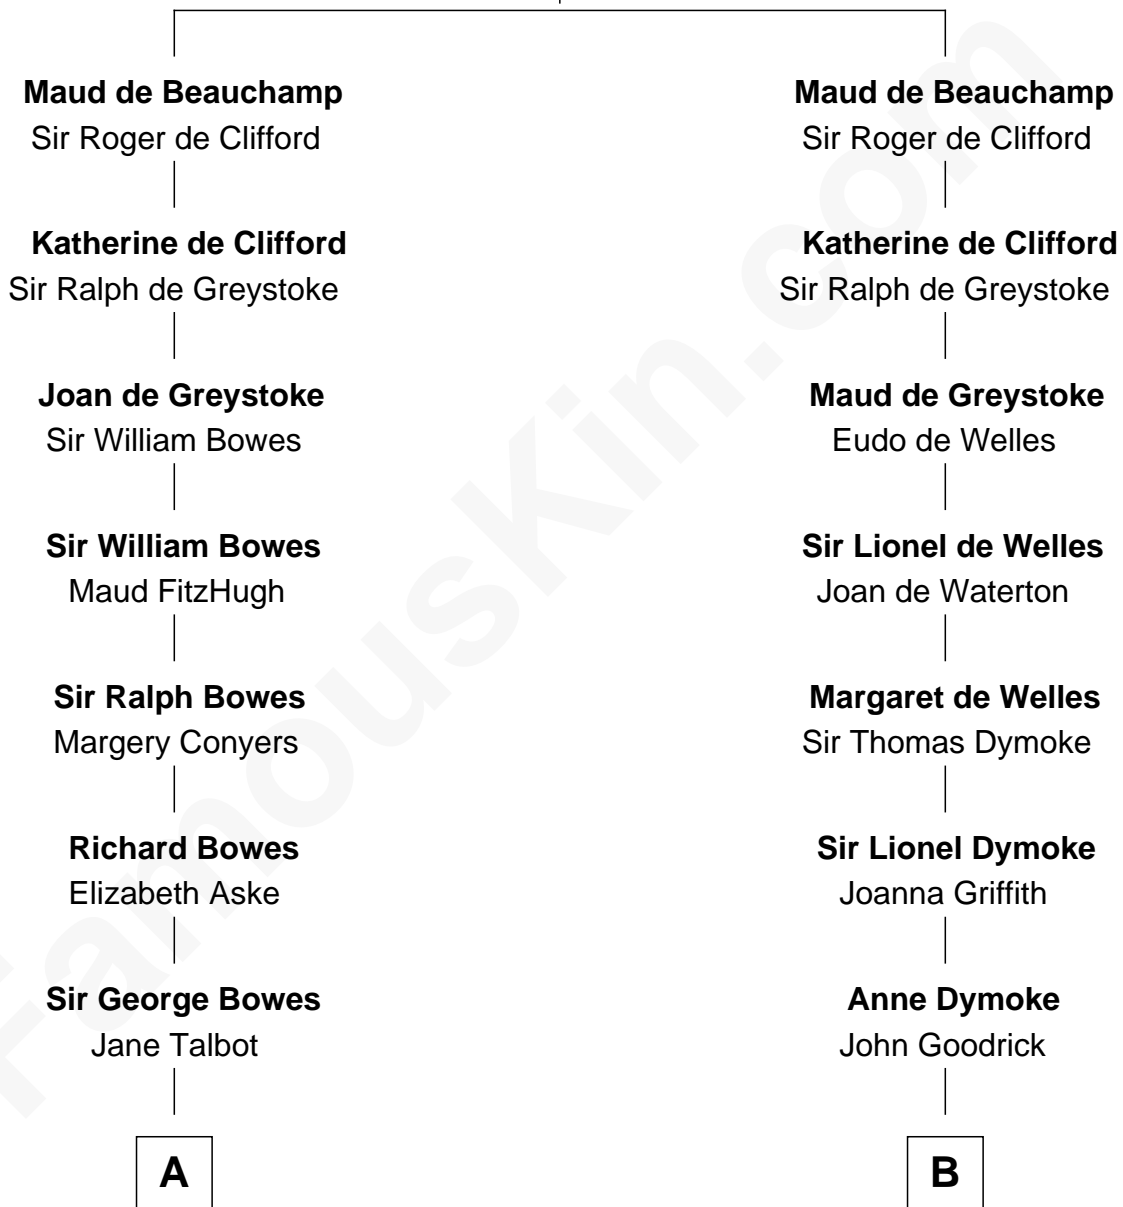 Maud de Beauchamp
Sir Roger de Clifford
Katherine de Clifford
Sir Ralph de Greystoke
Joan de Greystoke
Sir William Bowes
Sir William Bowes
Maud FitzHugh
Sir Ralph Bowes
Margery Conyers
Richard Bowes
Elizabeth Aske
Sir George Bowes
Jane Talbot
A
Maud de Beauchamp
Sir Roger de Clifford
Katherine de Clifford
Sir Ralph de Greystoke
Maud de Greystoke
Eudo de Welles
Sir Lionel de Welles
Joan de Waterton
Margaret de Welles
Sir Thomas Dymoke
Sir Lionel Dymoke
Joanna Griffith
Anne Dymoke
John Goodrick
B
FamousKin.com